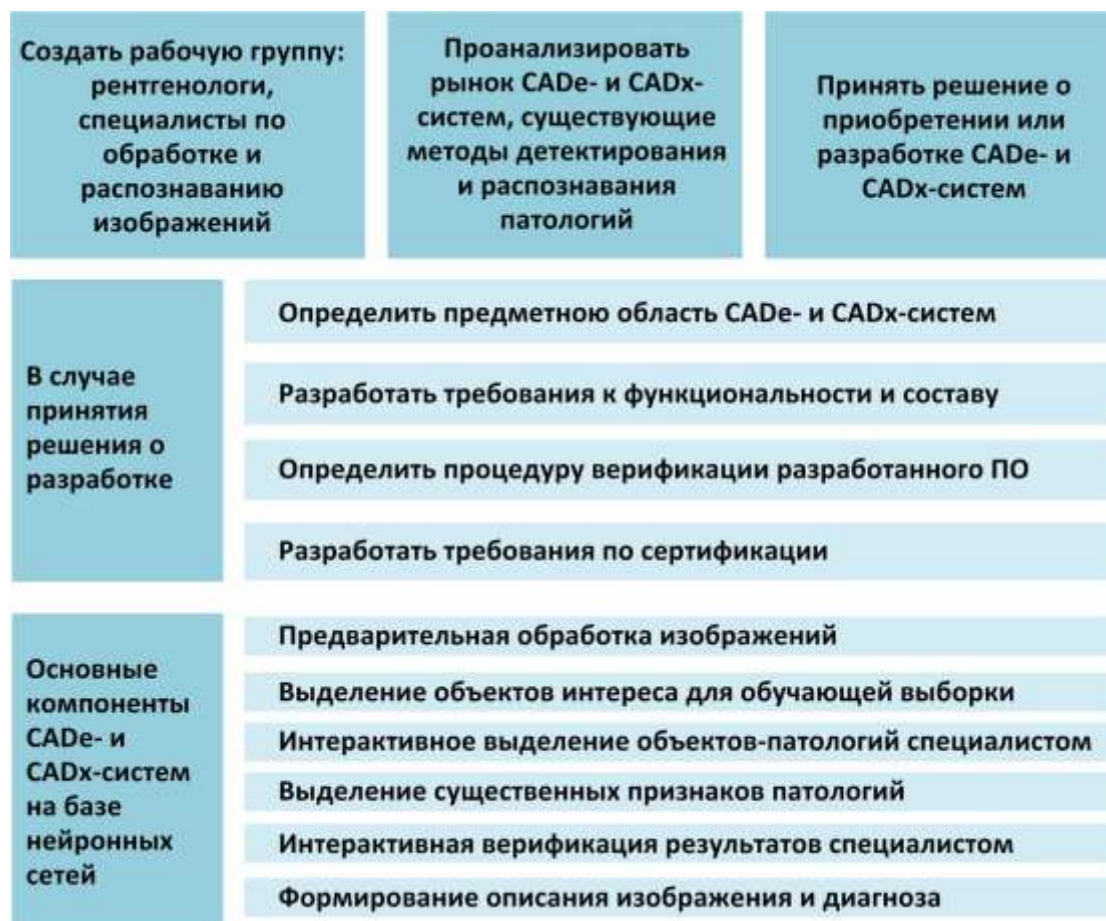 Создать рабочую группу:
рентгенологи,
специалисты по
обработке и
распознаванию
изображений
Проанализировать
рынок CADe- и CADx-
систем, существующие
методы детектирования
и распознавания
патологий
Принять решение о
приобретении или
разработке CADe- и
CADx-систем
В случае
принятия
решения о
разработке
Определить предметною область CADe- и CADx-систем
Разработать требования к функциональности и составу
Определить процедуру верификации разработанного ПО
Разработать требования по сертификации
Основные
компоненты
CADe- и
CADx-систем
на базе
нейронных
сетей
Предварительная обработка изображений
Выделение объектов интереса для обучающей выборки
Интерактивное выделение объектов-патологий специалистом
Выделение существенных признаков патологий
Интерактивная верификация результатов специалистом
Формирование описания изображения и диагноза